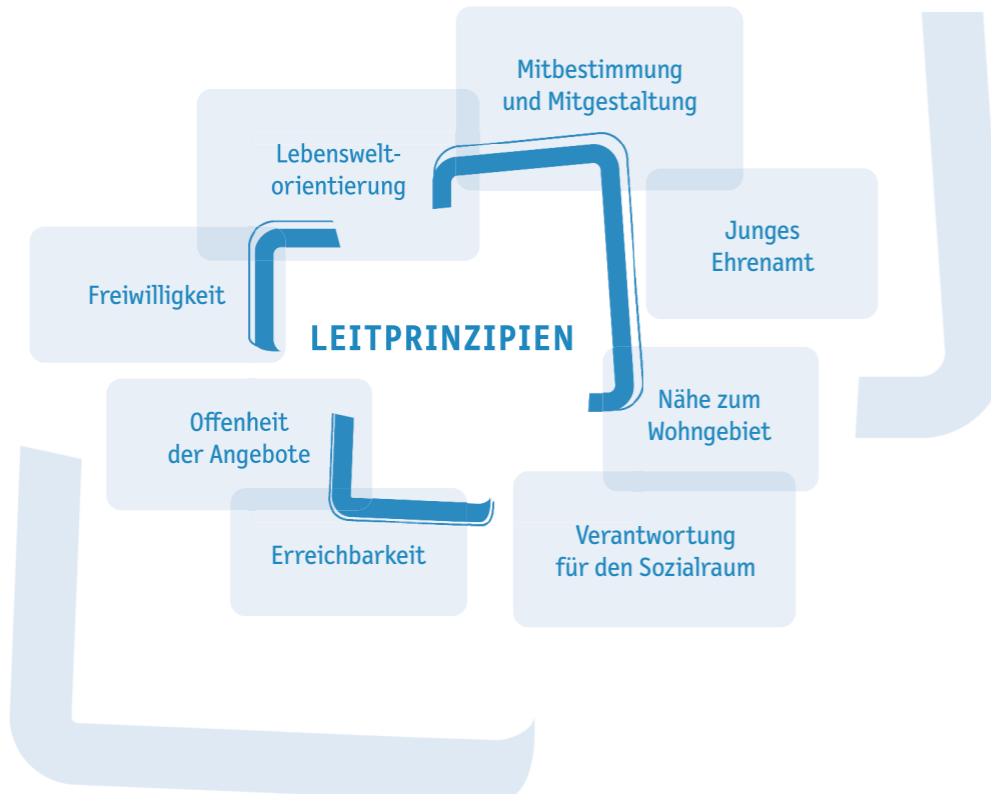 Mitbestimmung
und Mitgestaltung
Lebenswelt-
orientierung
Junges
Ehrenamt
Freiwilligkeit
LEITPRINZIPIEN
Nähe zum
Wohngebiet
Offenheit
der Angebote
Verantwortung
für den Sozialraum
Erreichbarkeit